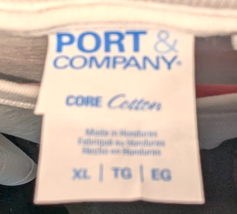 PORT &
COMPANY®
CORE Cotton
Made in Honduras
Fabriqué au Honduras
Hecho en Honduras
XL | TG | EG